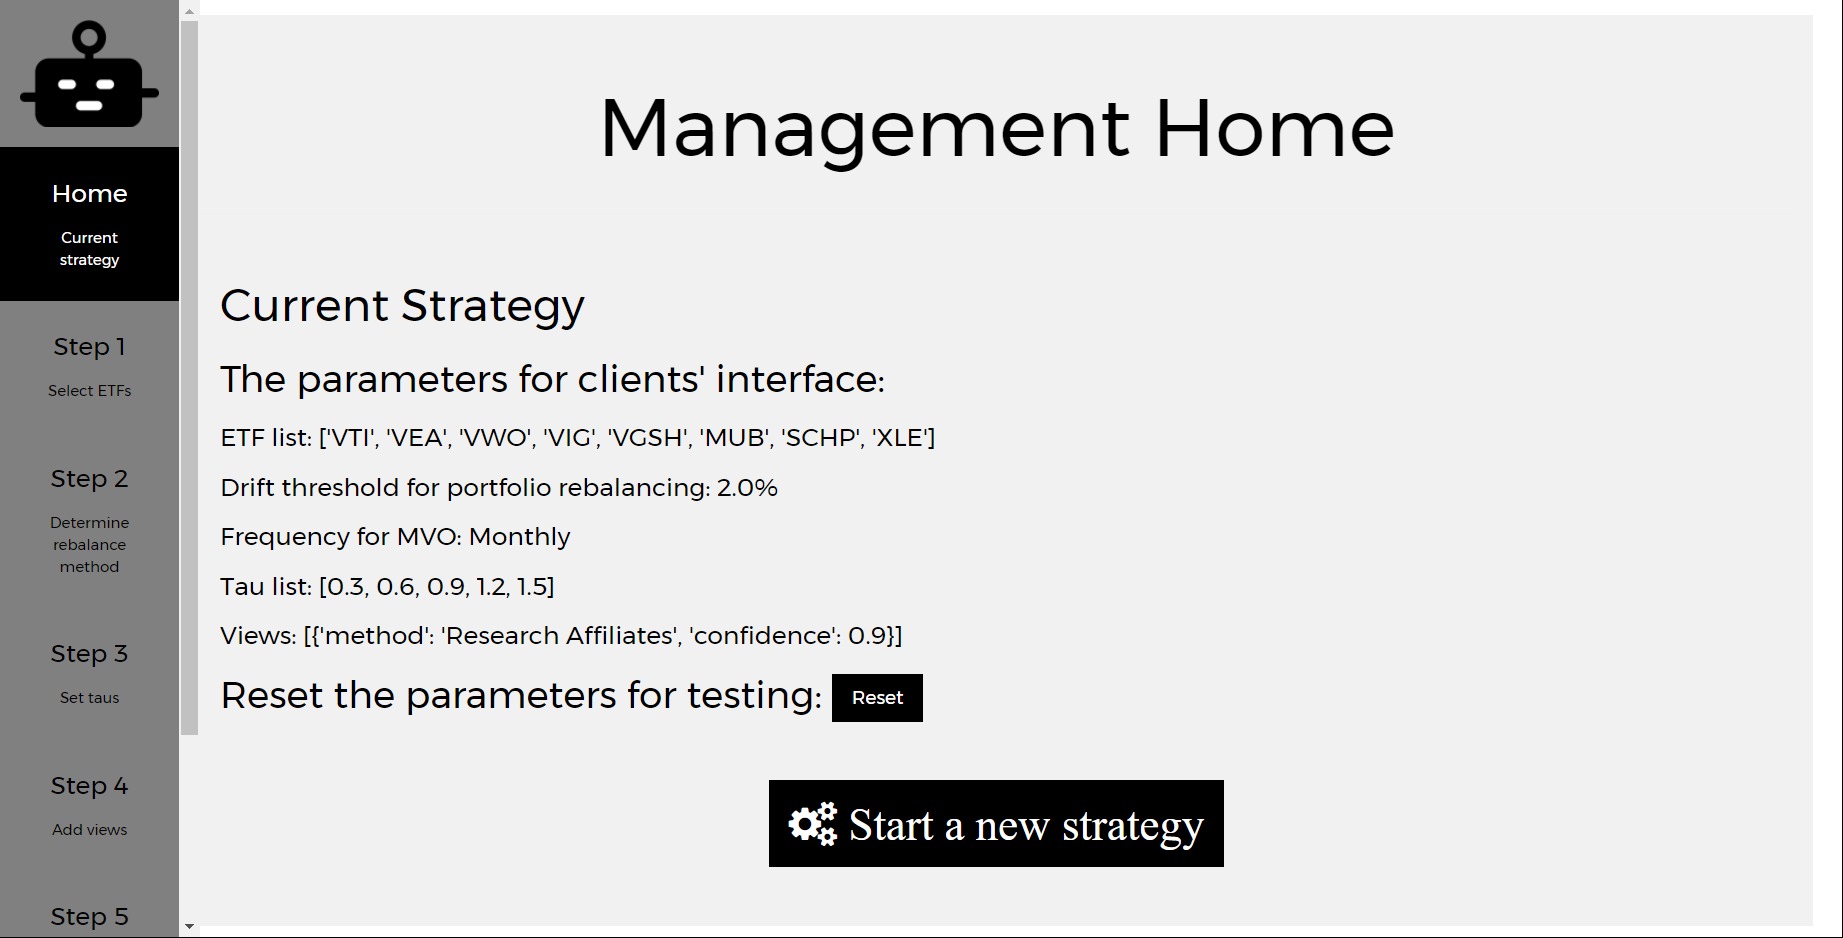 Home
Current
strategy
Step 1
Select ETFs
Step 2
Determine
rebalance
method
Step 3
Set taus
Step 4
Add views
Step 5
Management Home
Current Strategy
The parameters for clients' interface:
ETF list: ['VTI', 'VEA', 'VWO', 'VIG', 'VGSH', 'MUB', 'SCHP', 'XLE']
Drift threshold for portfolio rebalancing: 2.0%
Frequency for MVO: Monthly
Tau list: [0.3, 0.6, 0.9, 1.2, 1.5]
Views: [{'method': 'Research Affiliates', 'confidence': 0.9}]
Reset the parameters for testing: Reset
Start a new strategy